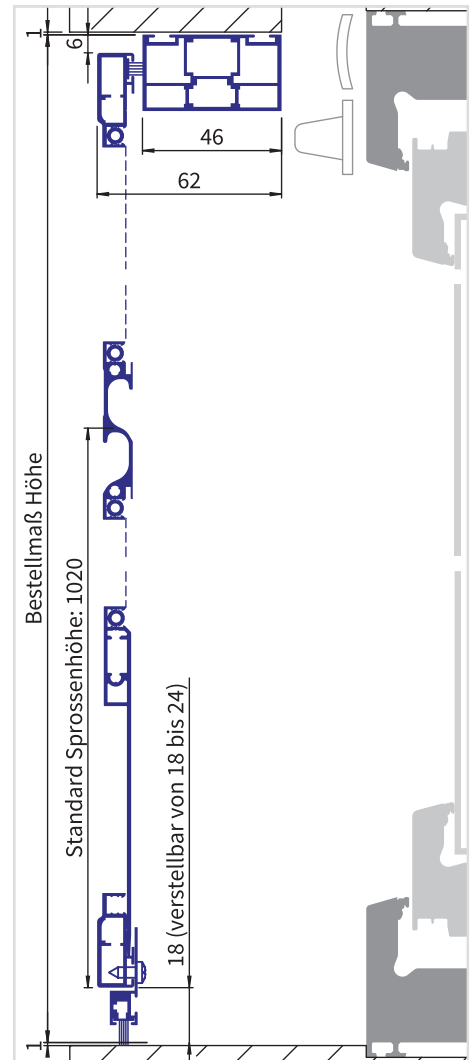 1
6
46
62
Bestellmaß Höhe
Standard Sprossenhöhe: 1020
18 (verstellbar von 18 bis 24)
1